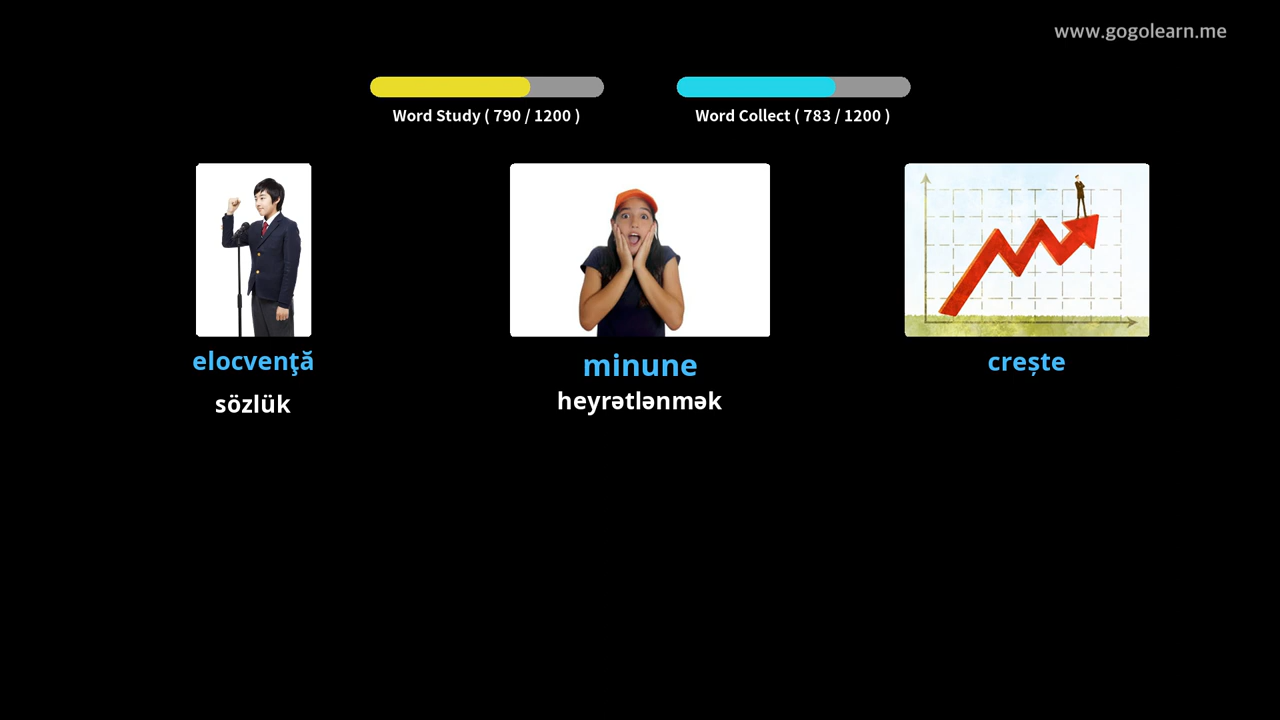 www.gogolearn.me
Word Study ( 790 / 1200 )
Word Collect ( 783 / 1200 )
elocvenţă
minune
crește
sözlük
heyrətlənmək